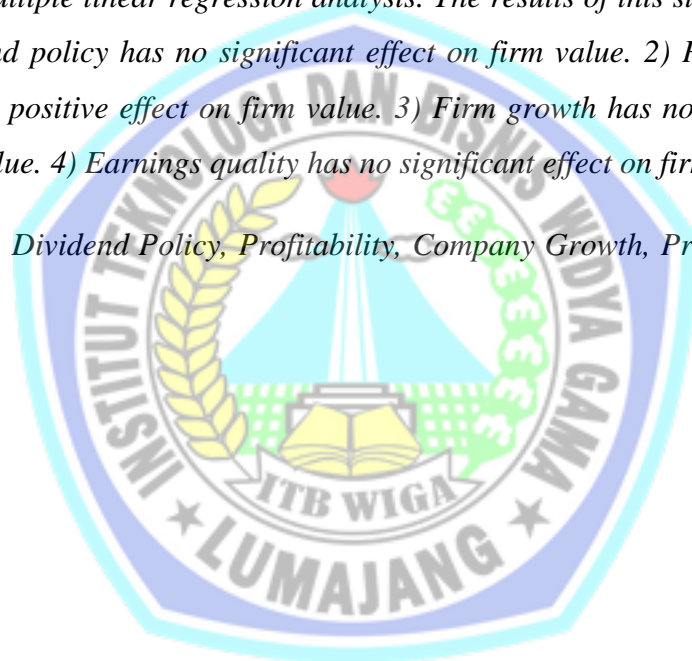 ultiple linear regression analysis. The results of this s
nd policy has no significant effect on firm value. 2)
positive effect on firm value. 3) Firm growth has no
lue. 4) Earnings quality has no significant effect on fir
Dividend Policy, Profitability, Company Growth, Pr
INSTITUT TEKNOLOGI DAN BISNIS WIDYA GAMA
ITB WIGA
LUMAJANG